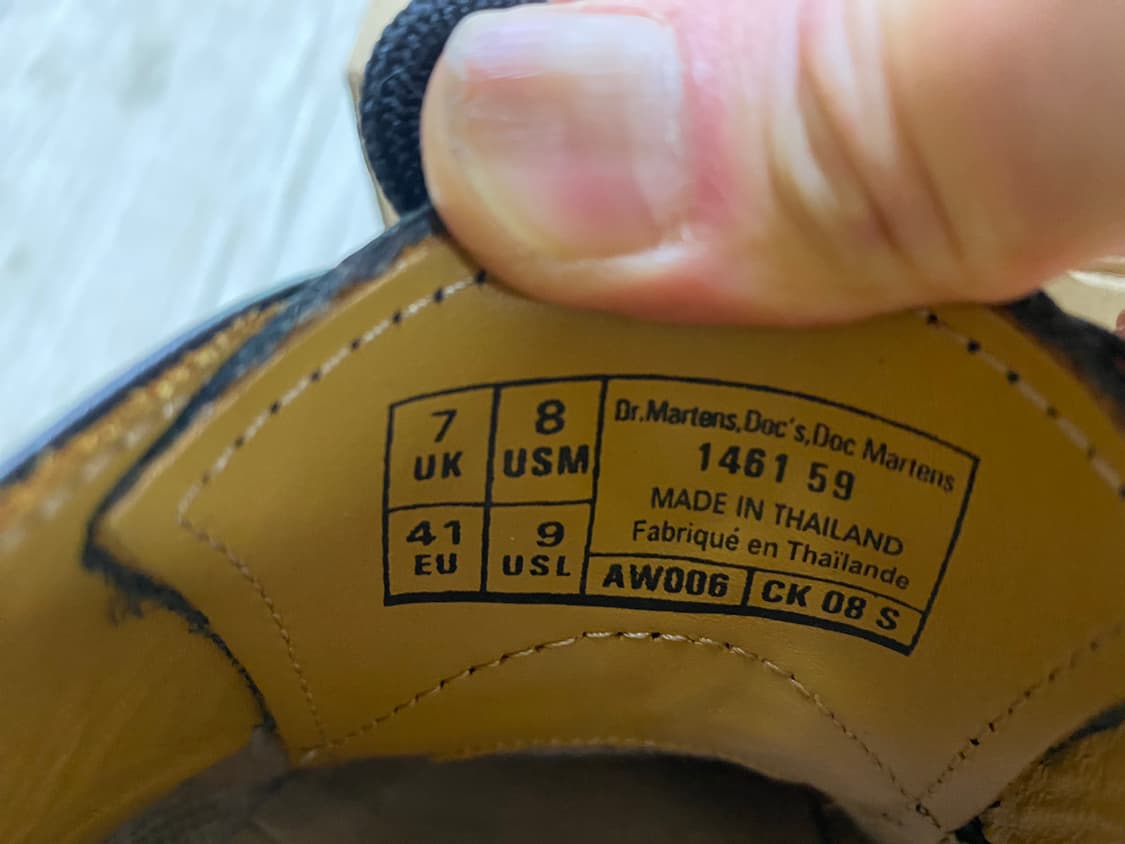 7 UK
8 USM
41 EU
9 USL
Dr.Martens,Doc's,Doc Martens
1461 59
MADE IN THAILAND
Fabriqué en Thaïlande
AW006 CK 08 S